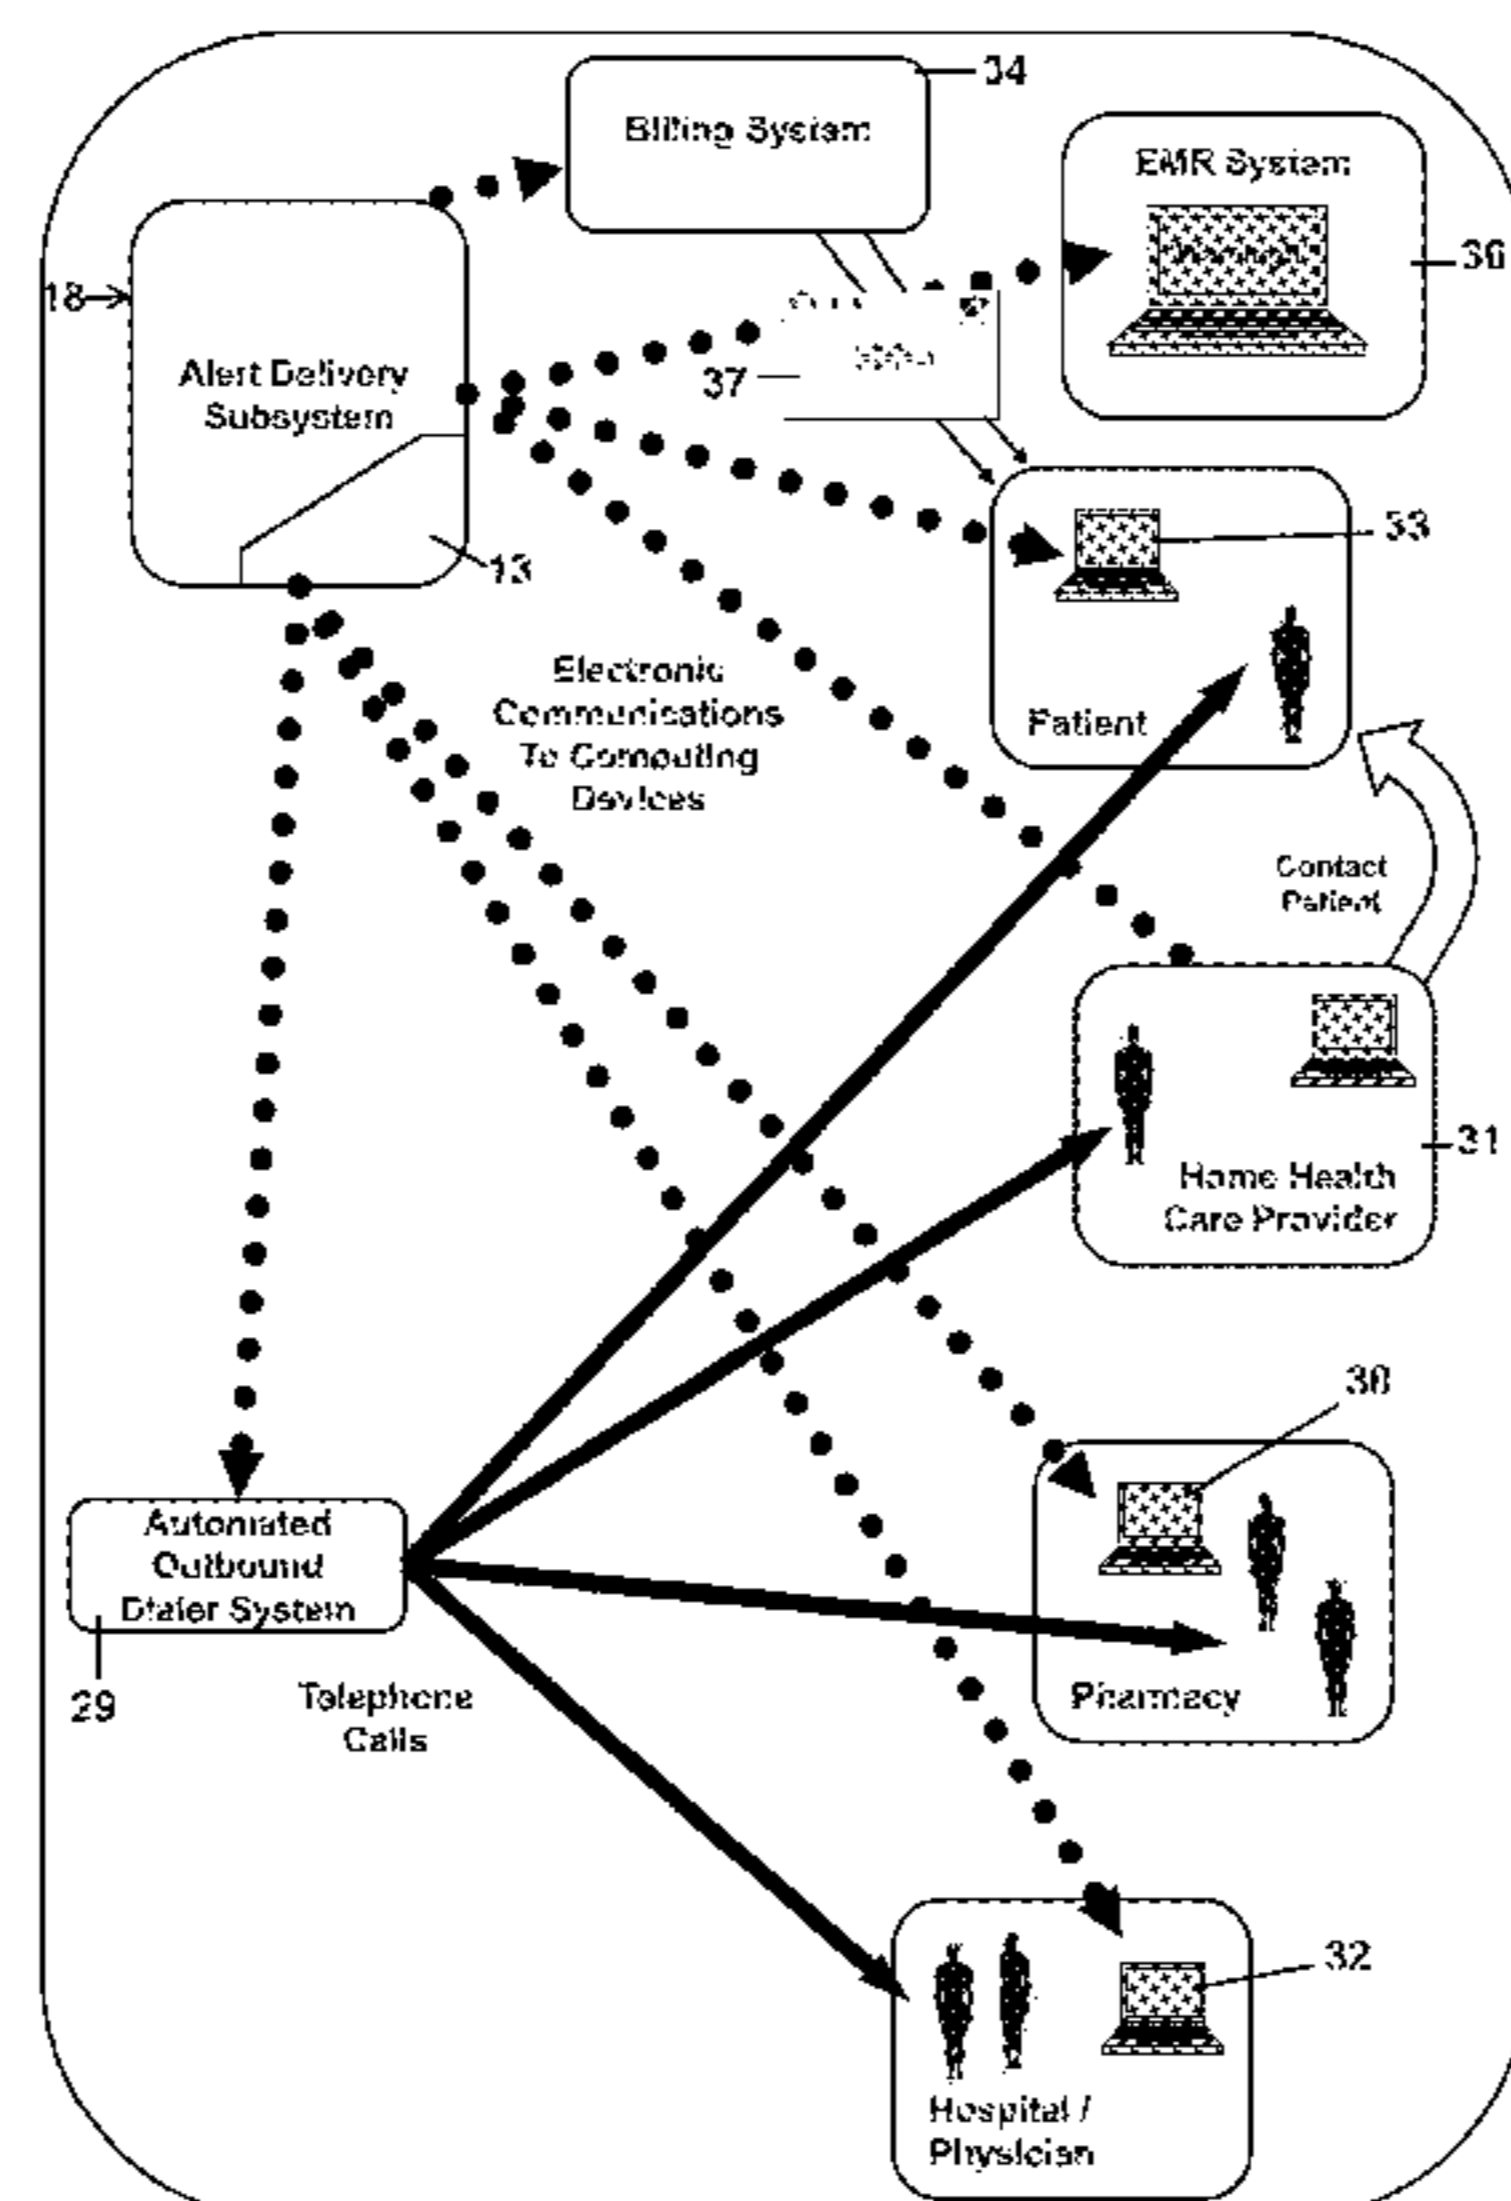 34
Billing System
EMR System
36
18
Alert Delivery
Subsystem
37
33
13
Electronic
Communications
To Computing
Devices
Patient
Contact
Patient
31
Home Health
Care Provider
30
Automated
Outbound
Dialer System
29
Telephone
Calls
Pharmacy
32
Hospital /
Physician